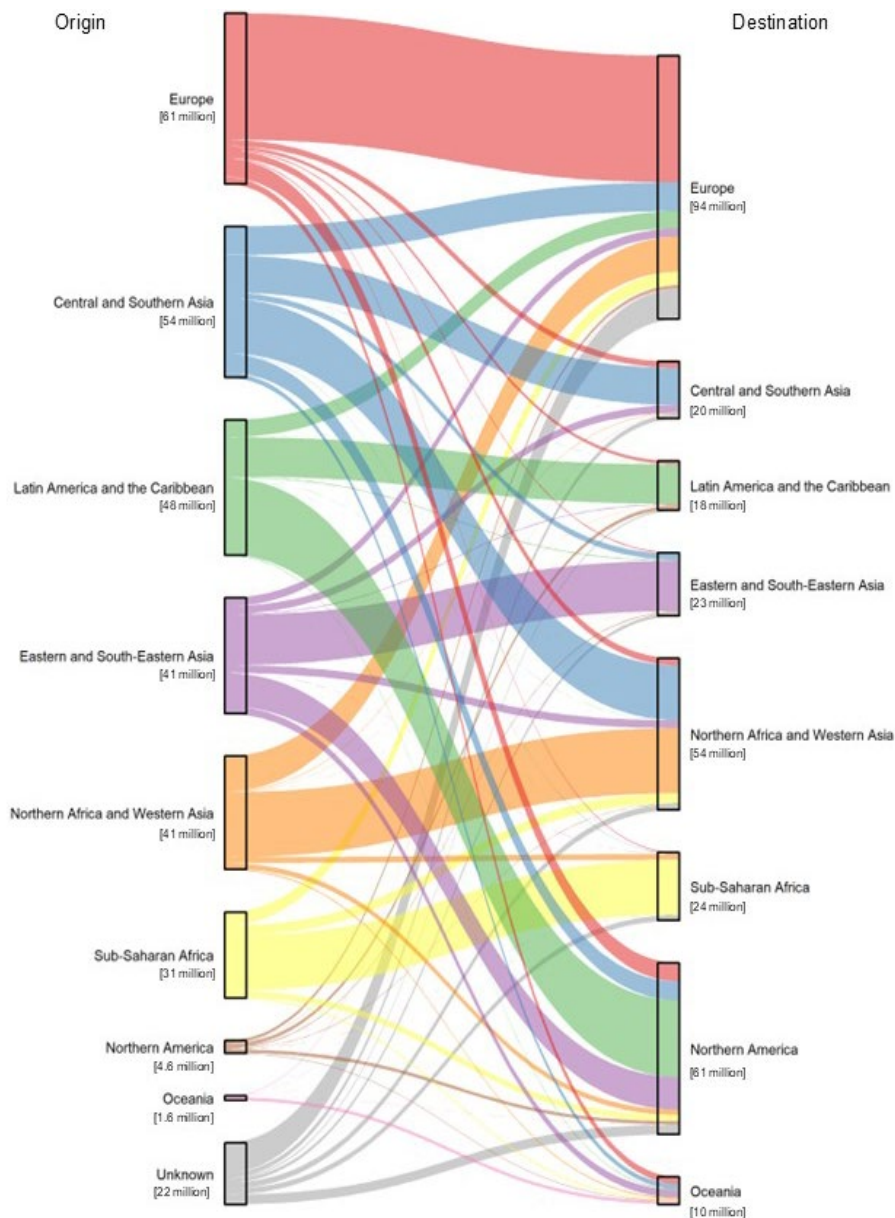 Origin
Destination
Europe
[61 million]
Central and Southern Asia
[54 million]
Latin America and the Caribbean
[48 million]
Eastern and South-Eastern Asia
[41 million]
Northern Africa and Western Asia
[41 million]
Sub-Saharan Africa
[31 million]
Northern America
[4.6 million]
Oceania
[1.6 million]
Unknown
[22 million]
Europe
[94 million]
Central and Southern Asia
[20 million]
Latin America and the Caribbean
[18 million]
Eastern and South-Eastern Asia
[23 million]
Northern Africa and Western Asia
[54 million]
Sub-Saharan Africa
[24 million]
Northern America
[61 million]
Oceania
[10 million]